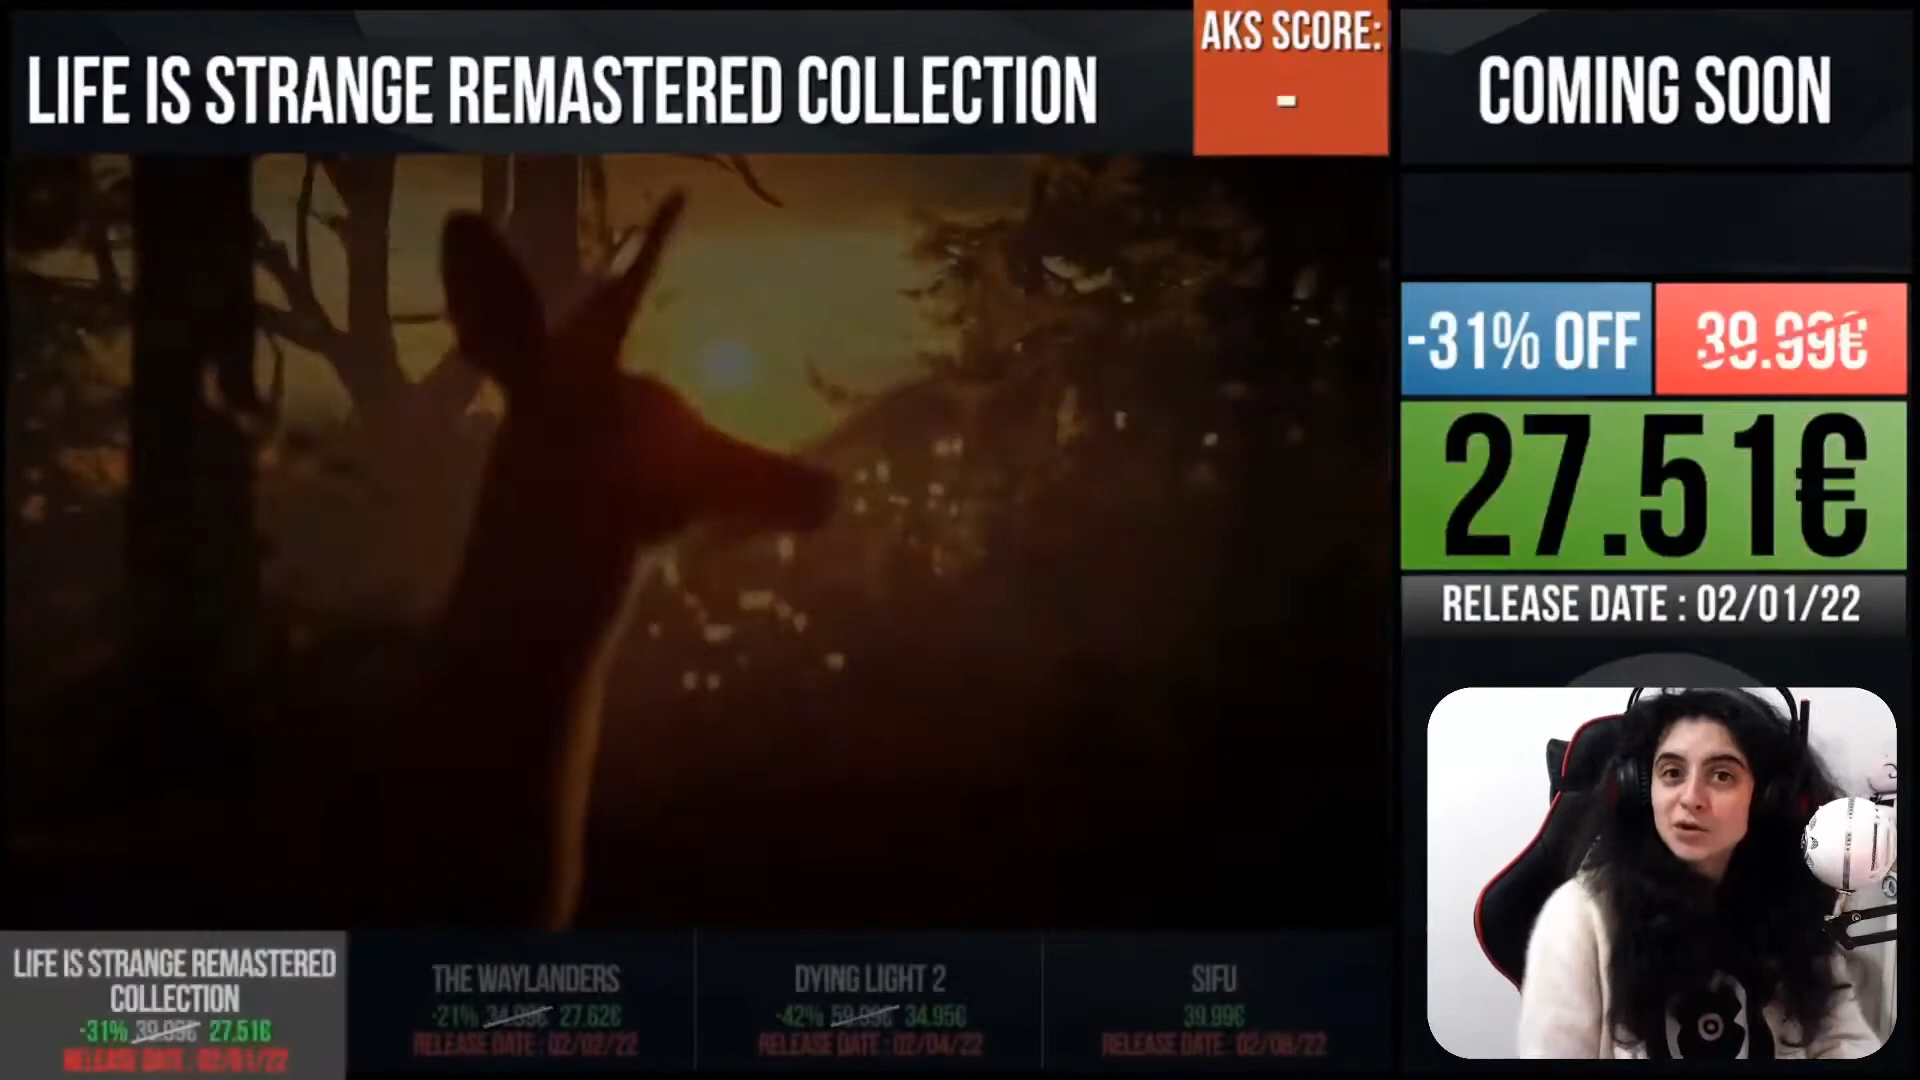 LIFE IS STRANGE REMASTERED COLLECTION
AKS SCORE:
-
COMING SOON
-31% OFF
39.99€
27.51€
RELEASE DATE : 02/01/22
LIFE IS STRANGE REMASTERED
COLLECTION
-31% 39.99€ 27.51€
RELEASE DATE : 02/01/22
THE WAYLANDERS
-21% 34.99€ 27.62€
RELEASE DATE : 02/02/22
DYING LIGHT 2
-42% 59.99€ 34.95€
RELEASE DATE : 02/04/22
SIFU
39.99€
RELEASE DATE : 02/08/22